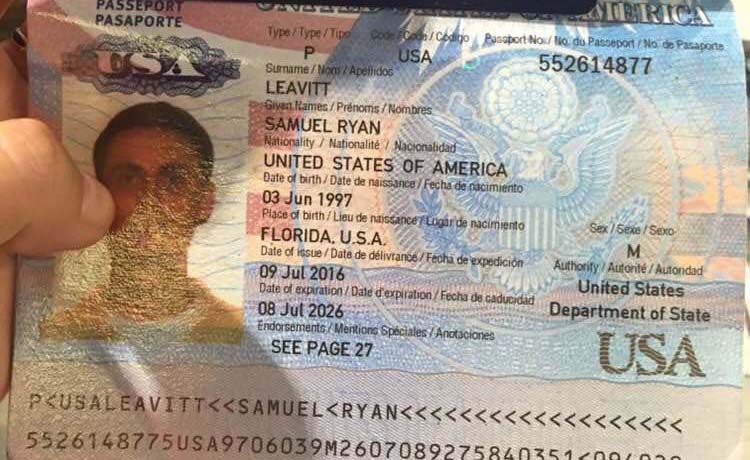 PASSEPORT
PASAPORTE
UNITED STATES OF AMERICA
USA
Type / Type / Tipo Code / Code / Código Passport No. / No. du Passeport / No. de Pasaporte
P USA 552614877
Surname / Nom / Apellidos
LEAVITT
Given Names / Prénoms / Nombres
SAMUEL RYAN
Nationality / Nationalité / Nacionalidad
UNITED STATES OF AMERICA
Date of birth / Date de naissance / Fecha de nacimiento
03 Jun 1997
Place of birth / Lieu de naissance / Lugar de nacimiento Sex / Sexe / Sexo
FLORIDA, U.S.A. M
Date of issue / Date de délivrance / Fecha de expedición Authority / Autorité / Autoridad
09 Jul 2016 United States
Date of expiration / Date d'expiration / Fecha de caducidad Department of State
08 Jul 2026
Endorsements / Mentions Spéciales / Anotaciones
SEE PAGE 27 USA
P<USALEAVITT<<SAMUEL<RYAN<<<<<<<<<<<<<<<<<<<
5526148775USA9706039M2607089275840351<